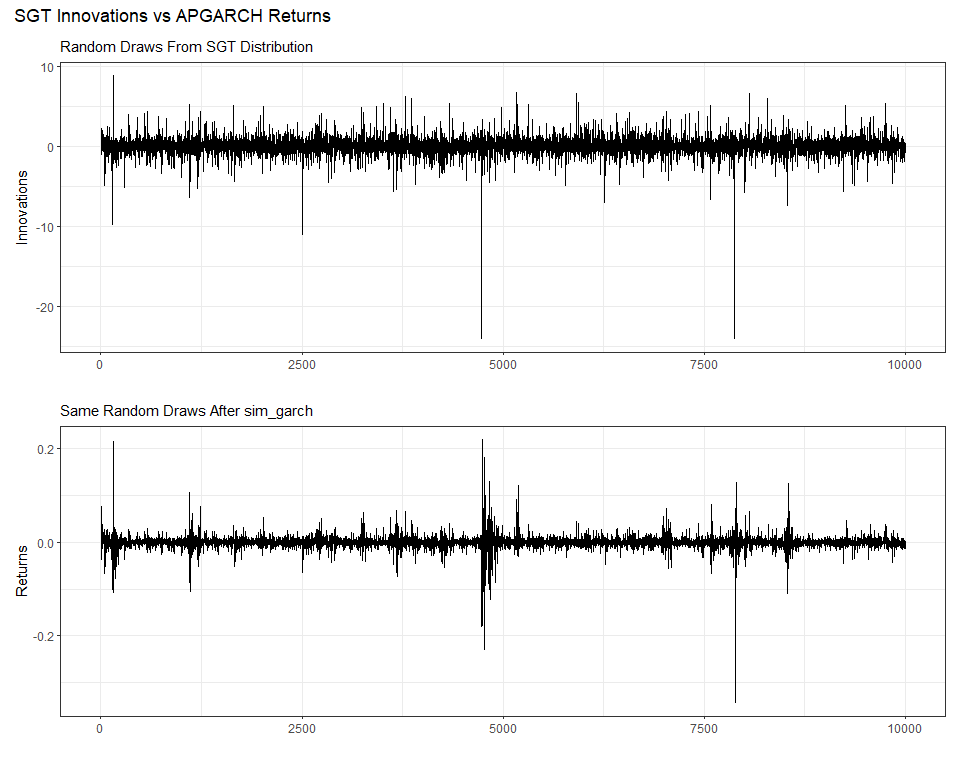 SGT Innovations vs APGARCH Returns
Random Draws From SGT Distribution
10
0
-10
-20
Innovations
0 2500 5000 7500 10000
Same Random Draws After sim_garch
0.2
0.0
-0.2
Returns
0 2500 5000 7500 10000